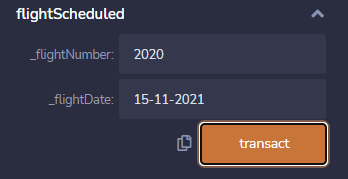 flightScheduled
_flightNumber: 2020
_flightDate: 15-11-2021
transact